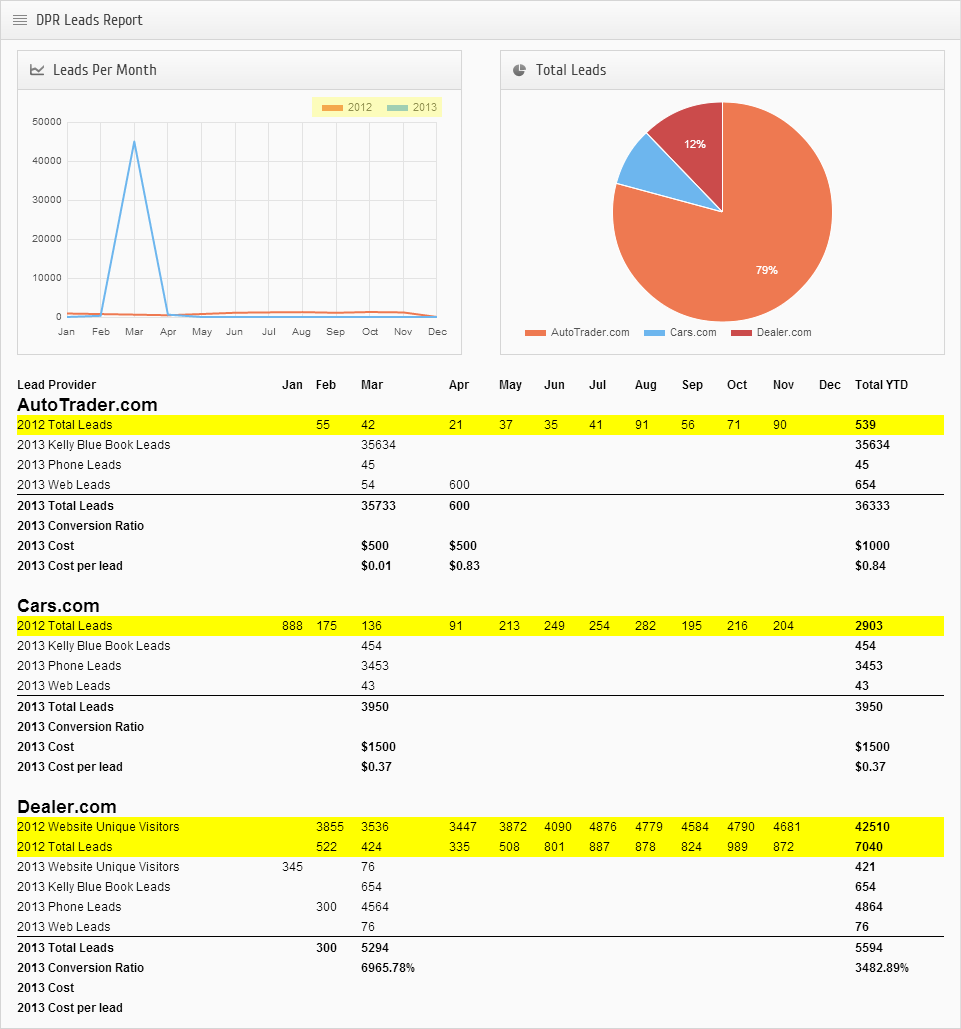 DPR Leads Report
Leads Per Month
2012 2013
50000
40000
30000
20000
10000
0
Jan Feb Mar Apr May Jun Jul Aug Sep Oct Nov Dec
Total Leads
12%
79%
AutoTrader.com Cars.com Dealer.com
Lead Provider Jan Feb Mar Apr May Jun Jul Aug Sep Oct Nov Dec Total YTD
AutoTrader.com
2012 Total Leads 55 42 21 37 35 41 91 56 71 90 539
2013 Kelly Blue Book Leads 35634 35634
2013 Phone Leads 45 45
2013 Web Leads 54 600 654
2013 Total Leads 35733 600 36333
2013 Conversion Ratio
2013 Cost $500 $500 $1000
2013 Cost per lead $0.01 $0.83 $0.84
Cars.com
2012 Total Leads 888 175 136 91 213 249 254 282 195 216 204 2903
2013 Kelly Blue Book Leads 454 454
2013 Phone Leads 3453 3453
2013 Web Leads 43 43
2013 Total Leads 3950 3950
2013 Conversion Ratio
2013 Cost $1500 $1500
2013 Cost per lead $0.37 $0.37
Dealer.com
2012 Website Unique Visitors 3855 3536 3447 3872 4090 4876 4779 4584 4790 4681 42510
2012 Total Leads 522 424 335 508 801 887 878 824 989 872 7040
2013 Website Unique Visitors 345 76 421
2013 Kelly Blue Book Leads 654 654
2013 Phone Leads 300 4564 4864
2013 Web Leads 76 76
2013 Total Leads 300 5294 5594
2013 Conversion Ratio 6965.78% 3482.89%
2013 Cost
2013 Cost per lead